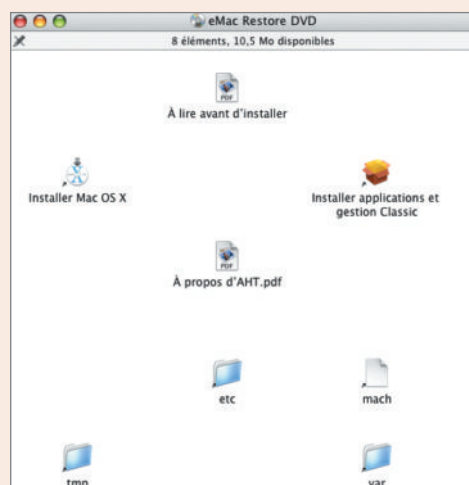 eMac Restore DVD
8 éléments, 10,5 Mo disponibles
PDF
À lire avant d'installer
Installer Mac OS X
Installer applications et
gestion Classic
PDF
À propos d'AHT.pdf
etc
mach
tmp
var